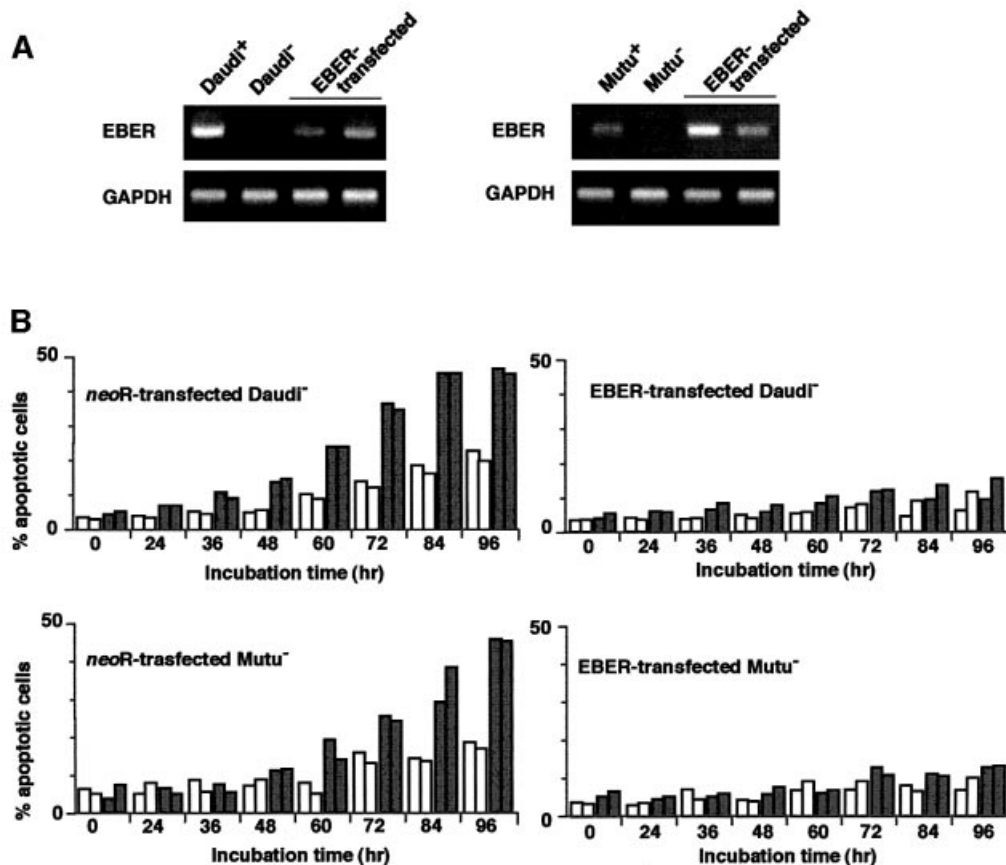 A
Daudi+
Daudi-
EBER-
transfected
EBER
GAPDH
Mutu+
Mutu-
EBER-
transfected
EBER
GAPDH
B
% apoptotic cells
50
0
neoR-transfected Daudi-
0 24 36 48 60 72 84 96
Incubation time (hr)
50
0
EBER-transfected Daudi-
0 24 36 48 60 72 84 96
Incubation time (hr)
% apoptotic cells
50
0
neoR-trasfected Mutu-
0 24 36 48 60 72 84 96
Incubation time (hr)
50
0
EBER-transfected Mutu-
0 24 36 48 60 72 84 96
Incubation time (hr)